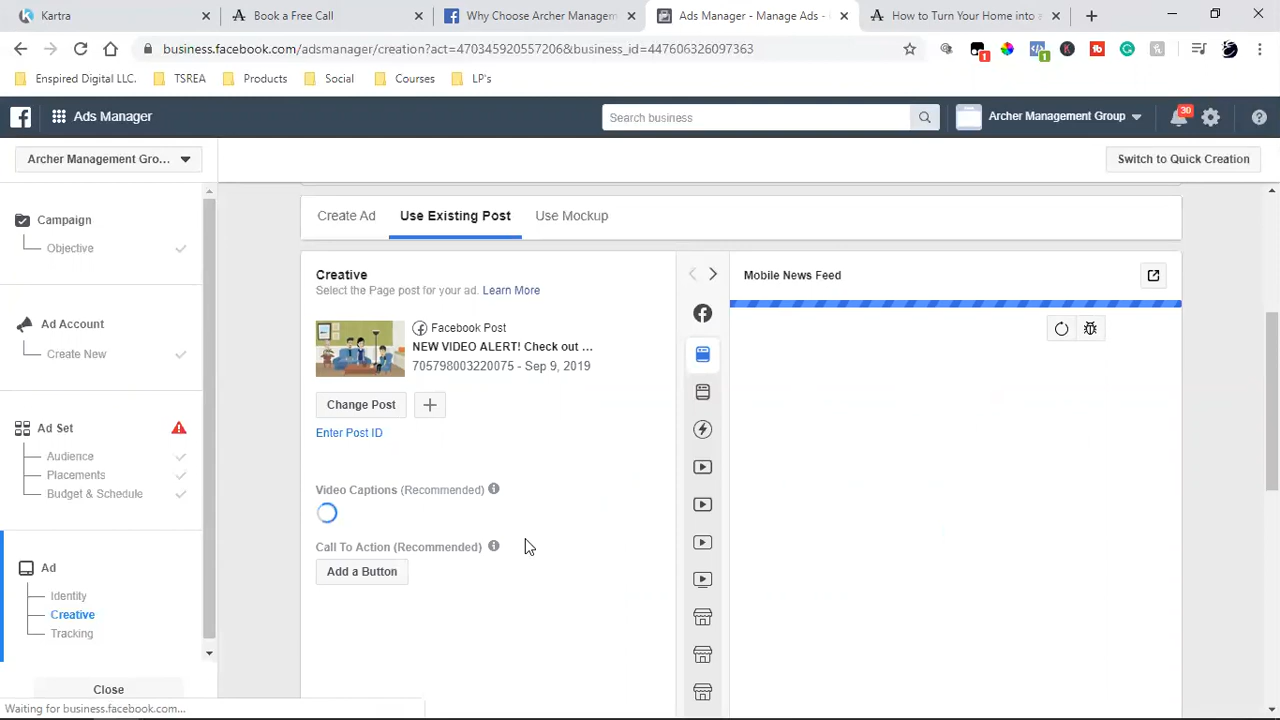 Kartra
Book a Free Call
Why Choose Archer Managem
Ads Manager - Manage Ads -
How to Turn Your Home into a
business.facebook.com/adsmanager/creation?act=470345920557206&business_id=447606326097363
1
1
Enspired Digital LLC.
TSREA
Products
Social
Courses
LP's
Ads Manager
Search business
Archer Management Group
30
Archer Management Gro...
Switch to Quick Creation
Campaign
Objective
Ad Account
Create New
Ad Set
Audience
Placements
Budget & Schedule
Ad
Identity
Creative
Tracking
Close
Waiting for business.facebook.com...
Create Ad
Use Existing Post
Use Mockup
Creative
Select the Page post for your ad. Learn More
Facebook Post
NEW VIDEO ALERT! Check out ...
705798003220075 - Sep 9, 2019
Change Post
Enter Post ID
Video Captions (Recommended)
Call To Action (Recommended)
Add a Button
Mobile News Feed